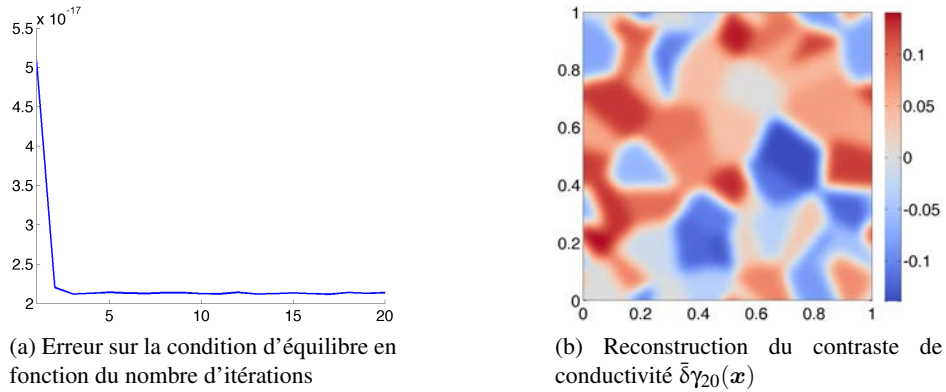 x 10⁻¹⁷
5.5
5
4.5
4
3.5
3
2.5
2
5 10 15 20
(a) Erreur sur la condition d'équilibre en
fonction du nombre d'itérations
1
0.8
0.6
0.4
0.2
0
0 0.2 0.4 0.6 0.8 1
0.1
0.05
0
-0.05
-0.1
(b) Reconstruction du contraste de
conductivité δ̄γ₂₀(x)